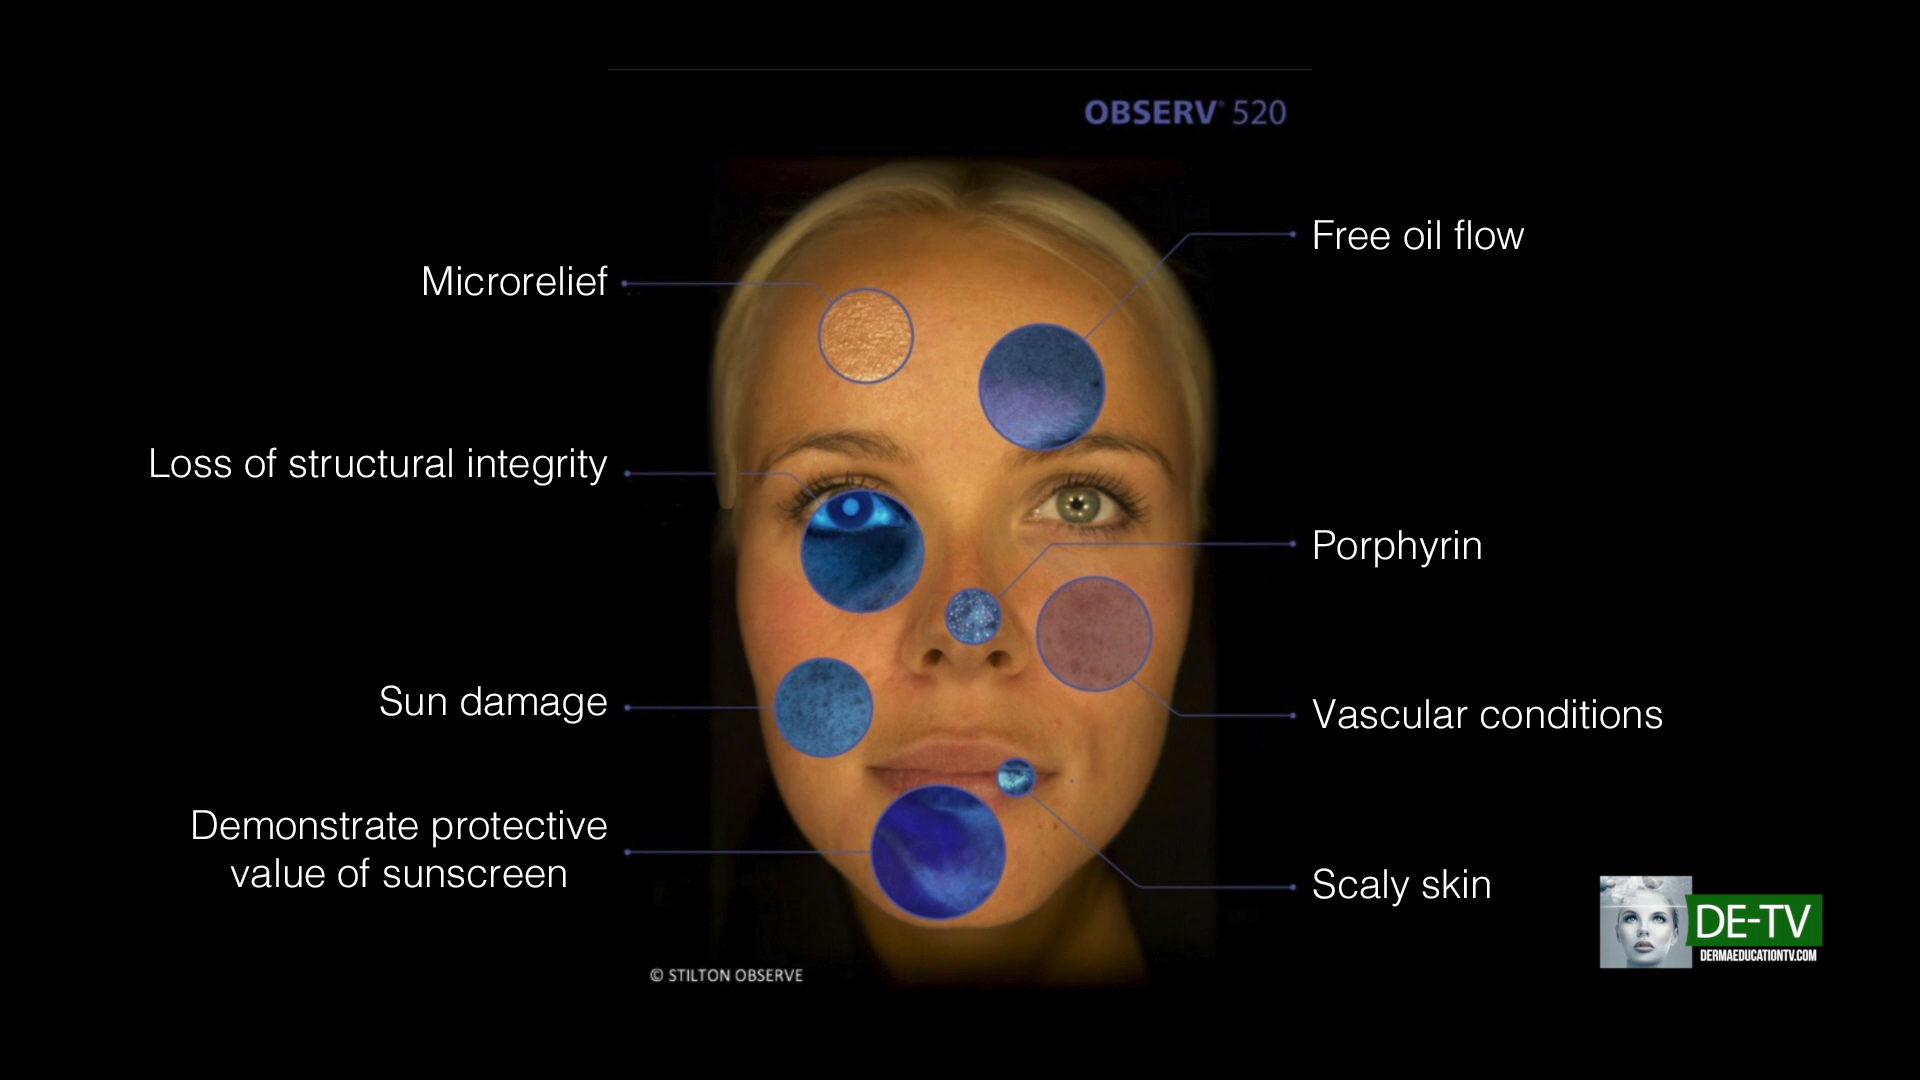 OBSERV® 520
Free oil flow
Microrelief
Loss of structural integrity
Porphyrin
Sun damage
Vascular conditions
Demonstrate protective
value of sunscreen
Scaly skin
DE-TV
DERMAEDUCATIONTV.COM
© STILTON OBSERVE